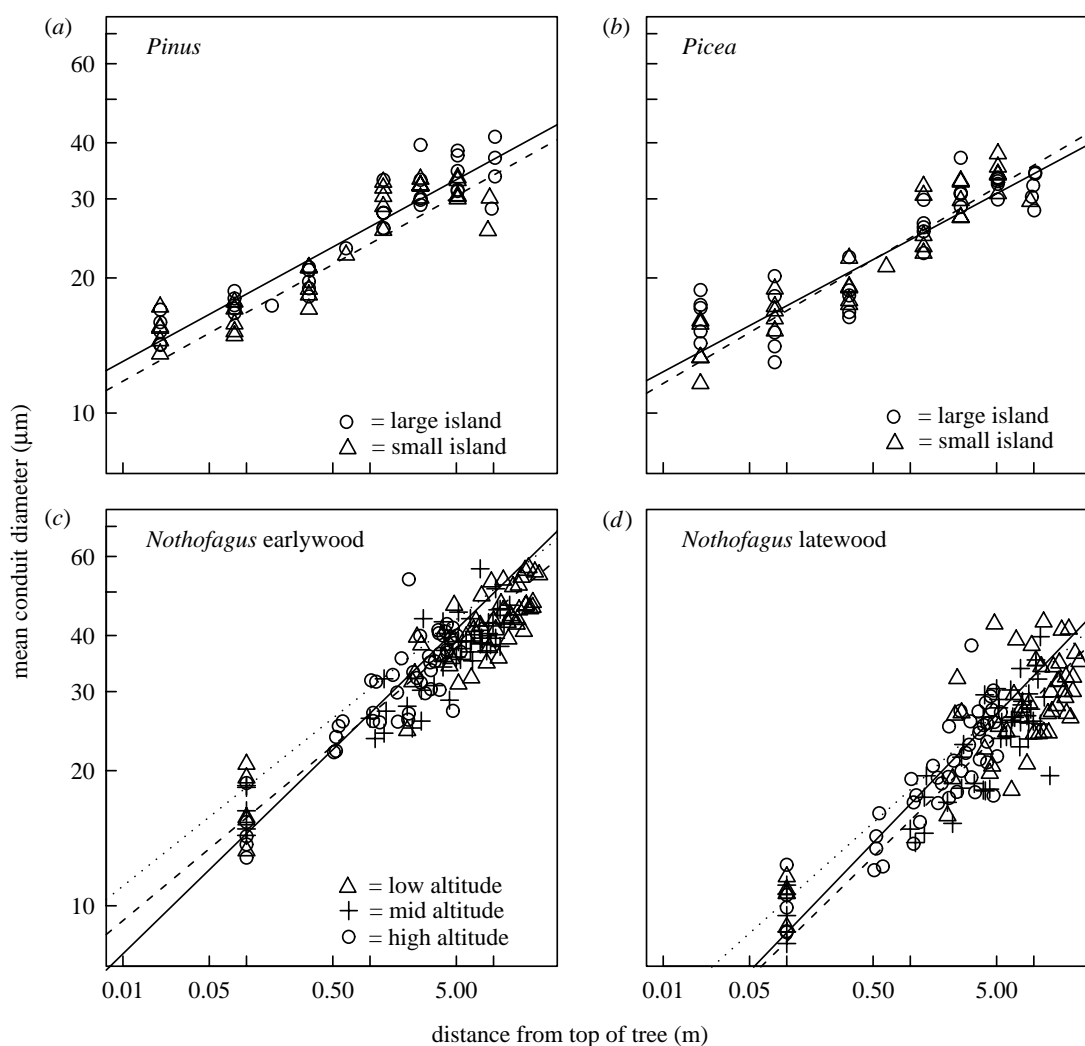 (a)
Pinus
60
40
30
20
10
○ = large island
△ = small island
(b)
Picea
○ = large island
△ = small island
mean conduit diameter (μm)
(c)
Nothofagus earlywood
60
40
30
20
10
△ = low altitude
+ = mid altitude
○ = high altitude
0.01 0.05 0.50 5.00
(d)
Nothofagus latewood
0.01 0.05 0.50 5.00
distance from top of tree (m)